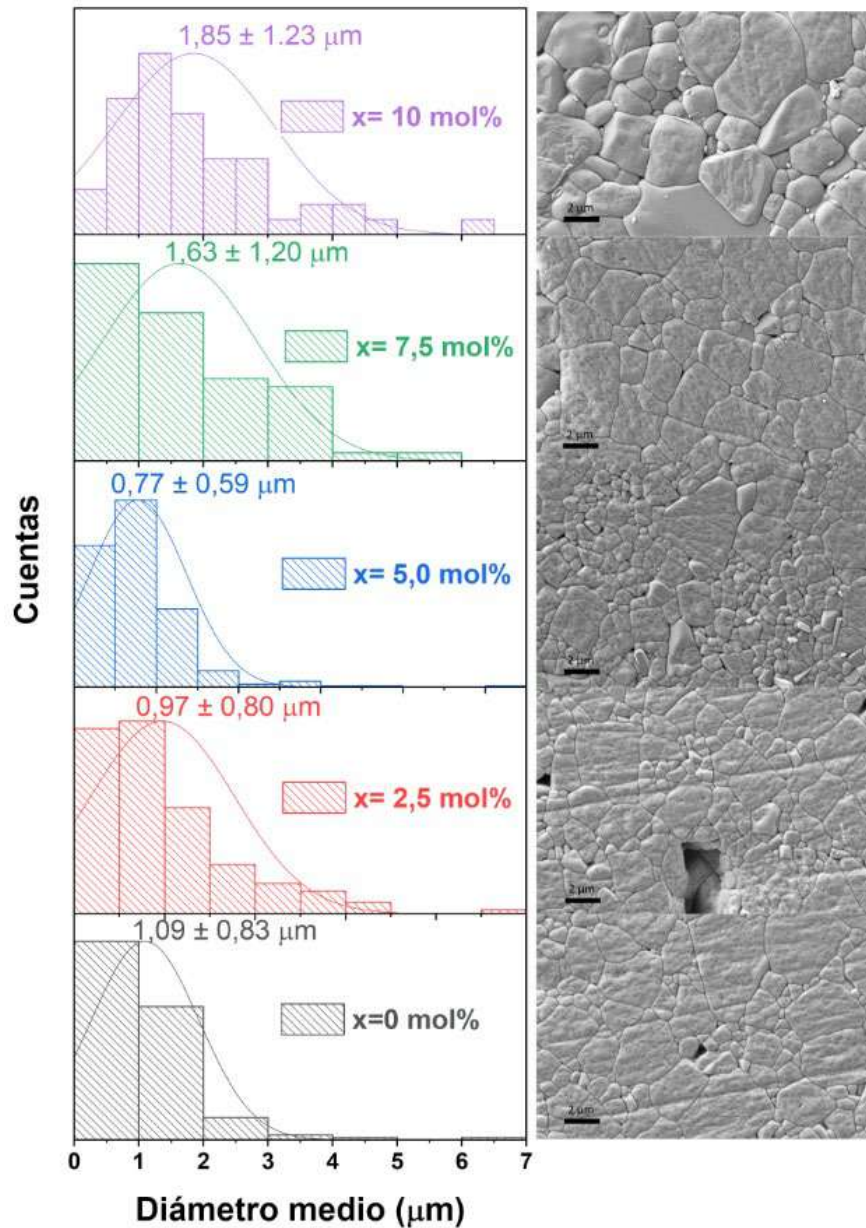 1,85 ± 1.23 μm
x= 10 mol%
2 μm
1,63 ± 1,20 μm
x= 7,5 mol%
2 μm
0,77 ± 0,59 μm
x= 5,0 mol%
2 μm
0,97 ± 0,80 μm
x= 2,5 mol%
2 μm
1,09 ± 0,83 μm
x=0 mol%
2 μm
Cuentas
0 1 2 3 4 5 6 7
Diámetro medio (μm)